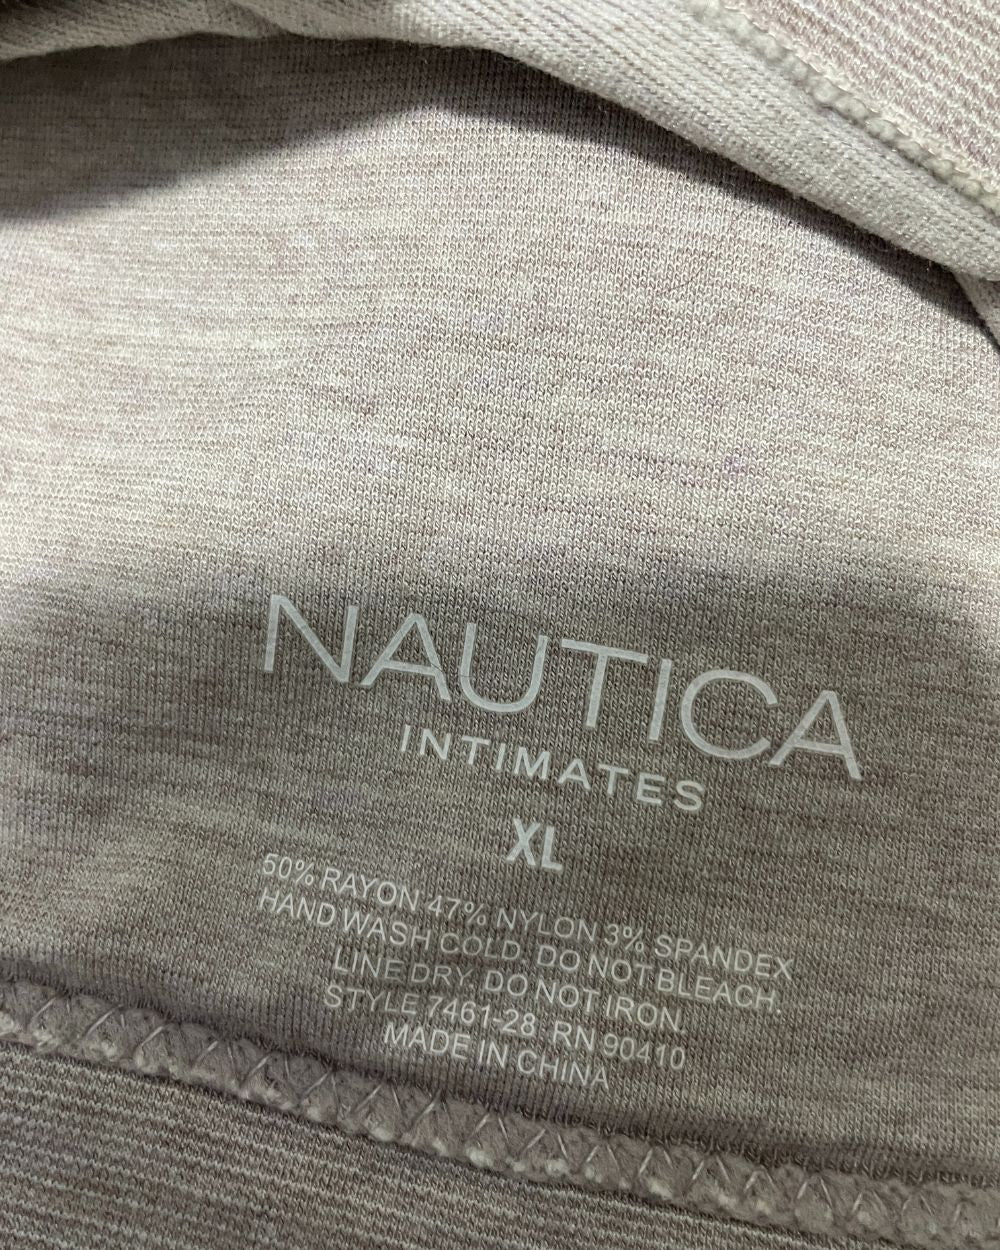 NAUTICA
INTIMATES
XL
50% RAYON 47% NYLON 3% SPANDEX
HAND WASH COLD. DO NOT BLEACH.
LINE DRY. DO NOT IRON.
STYLE 7461-28 RN 90410
MADE IN CHINA